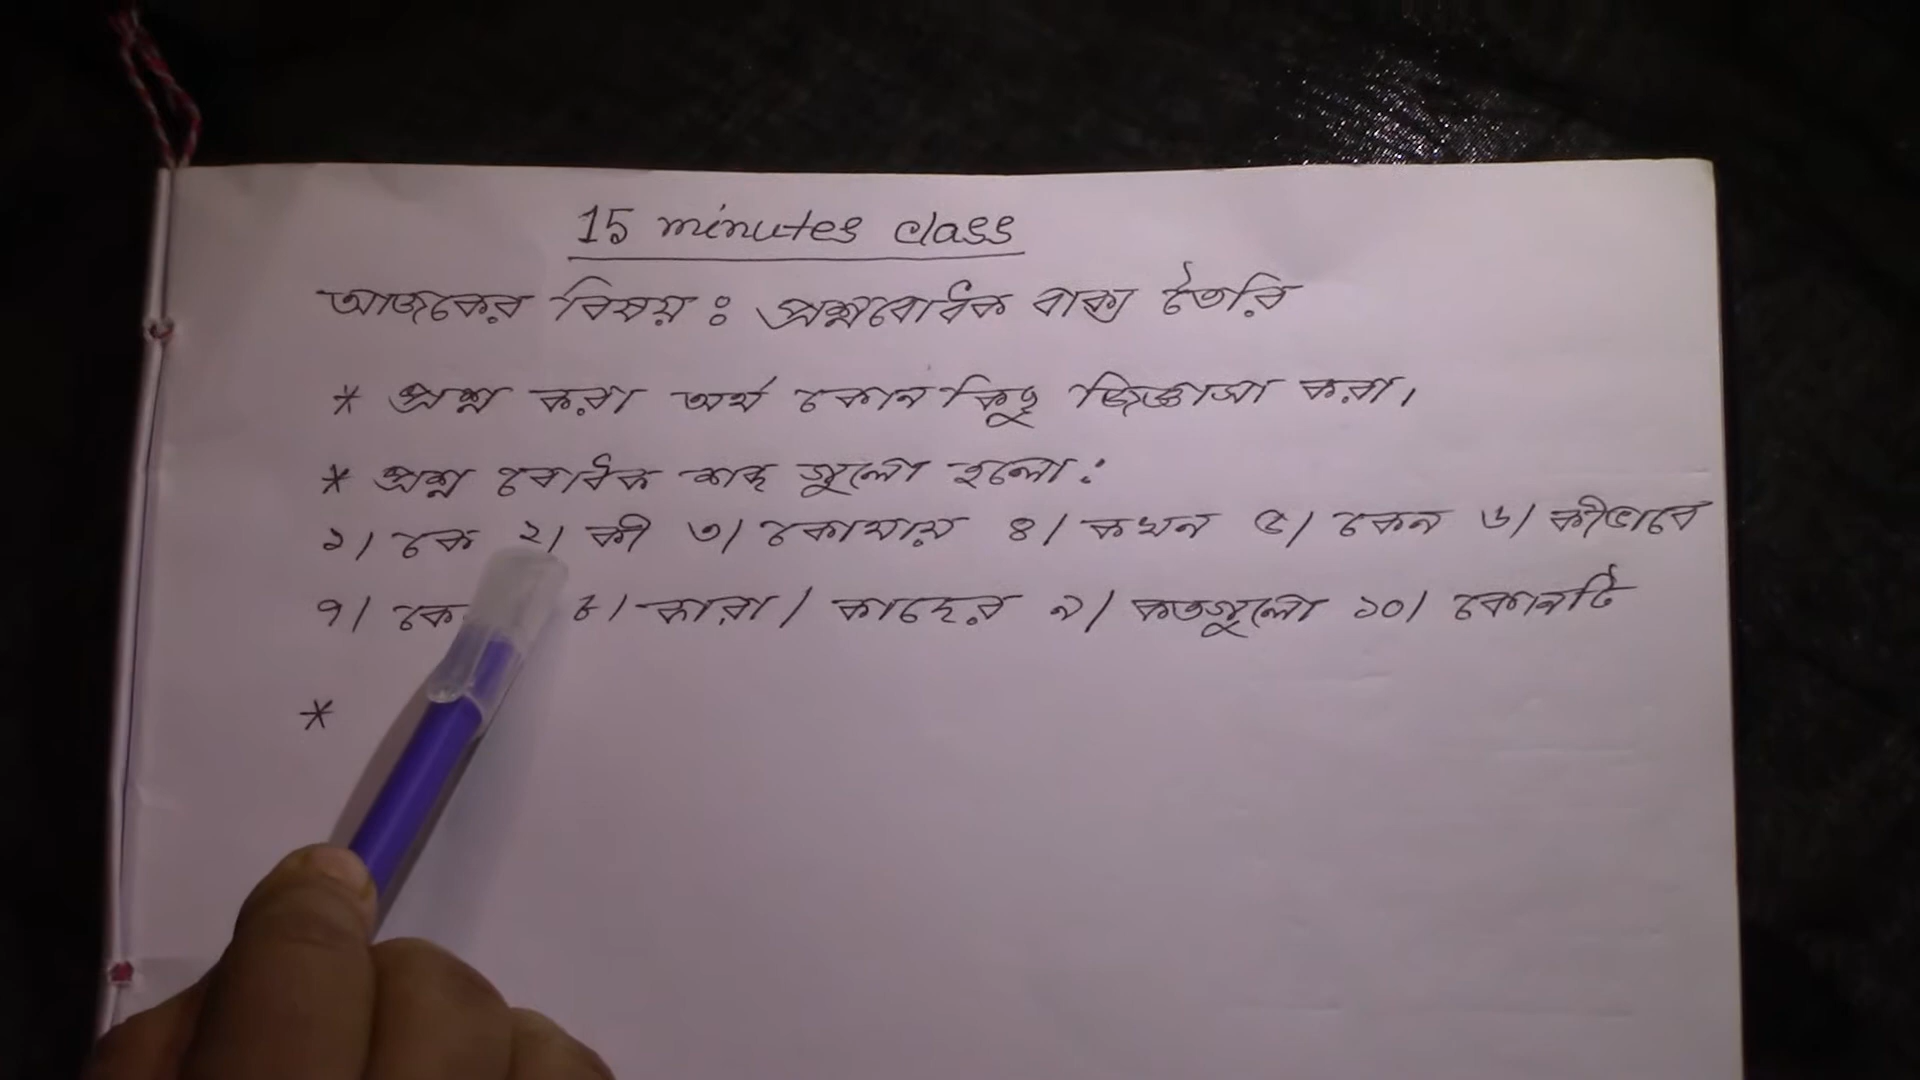 15 minutes class
আজকের বিষয়ঃ প্রশ্নবোধক বাক্য তৈরি
* প্রশ্ন করা অর্থ কোন কিছু জিজ্ঞাসা করা।
* প্রশ্ন বোধক শব্দ গুলো হলো:
১/ কে ২/ কী ৩/ কোথায় ৪/ কখন ৫/ কেন ৬/ কীভাবে
৭/ ৮/ কারা/ কাদের ৯/ কতগুলো ১০/ কোনটি
*